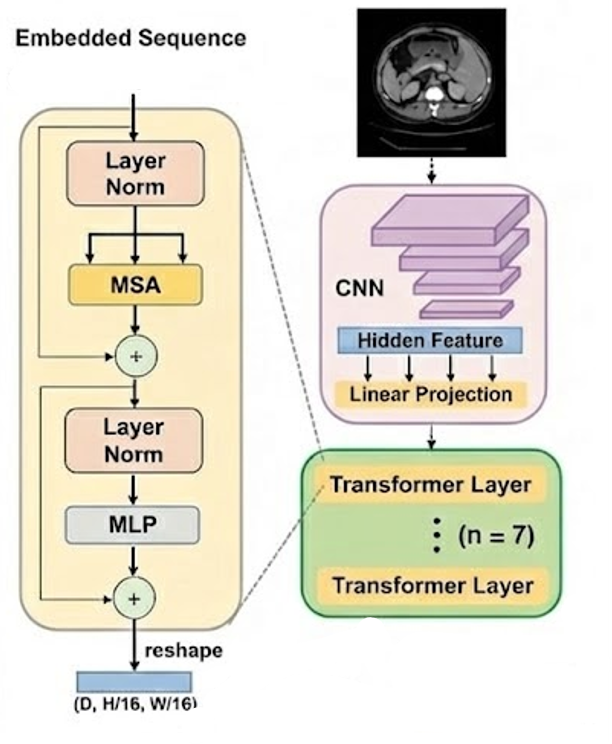 Embedded Sequence
Layer
Norm
MSA
+
Layer
Norm
MLP
+
reshape
(D, H/16, W/16)
CNN
Hidden Feature
Linear Projection
Transformer Layer
(n = 7)
Transformer Layer